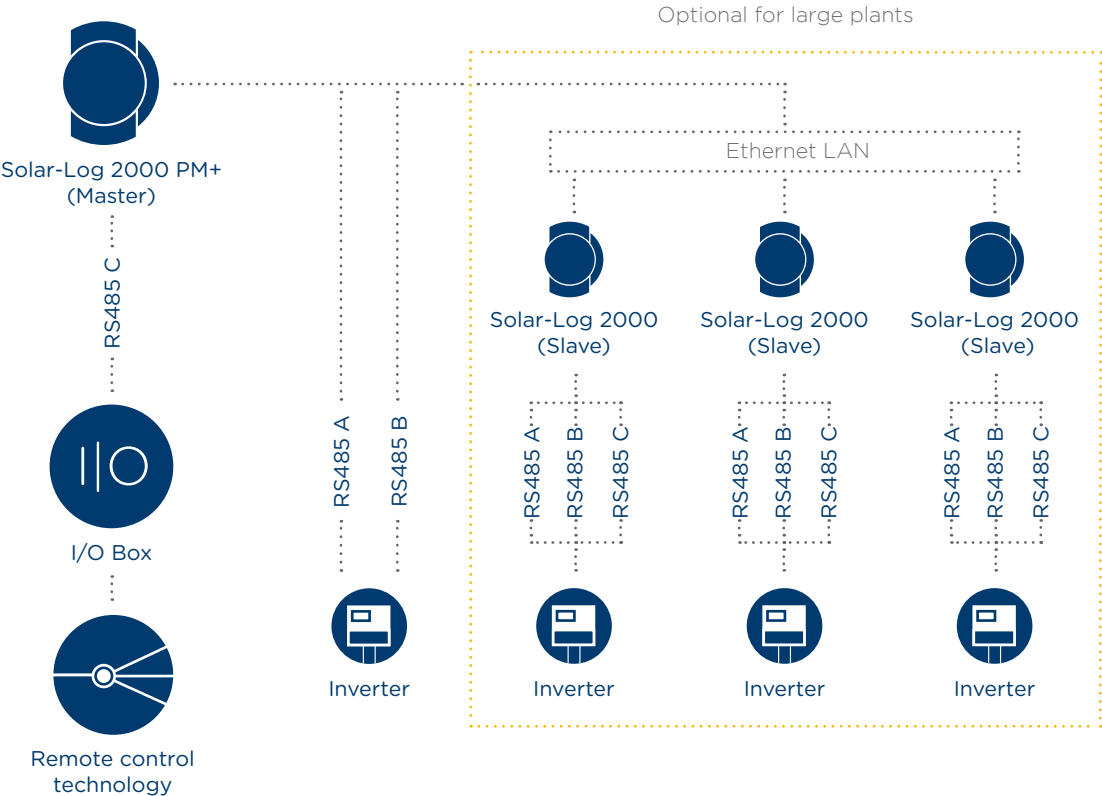 Optional for large plants
Solar-Log 2000 PM+
(Master)
Ethernet LAN
RS485 C
Solar-Log 2000
(Slave)
Solar-Log 2000
(Slave)
Solar-Log 2000
(Slave)
RS485 A
RS485 B
RS485 A
RS485 B
RS485 C
RS485 A
RS485 B
RS485 C
RS485 A
RS485 B
RS485 C
I/O Box
Inverter
Inverter
Inverter
Inverter
Remote control
technology